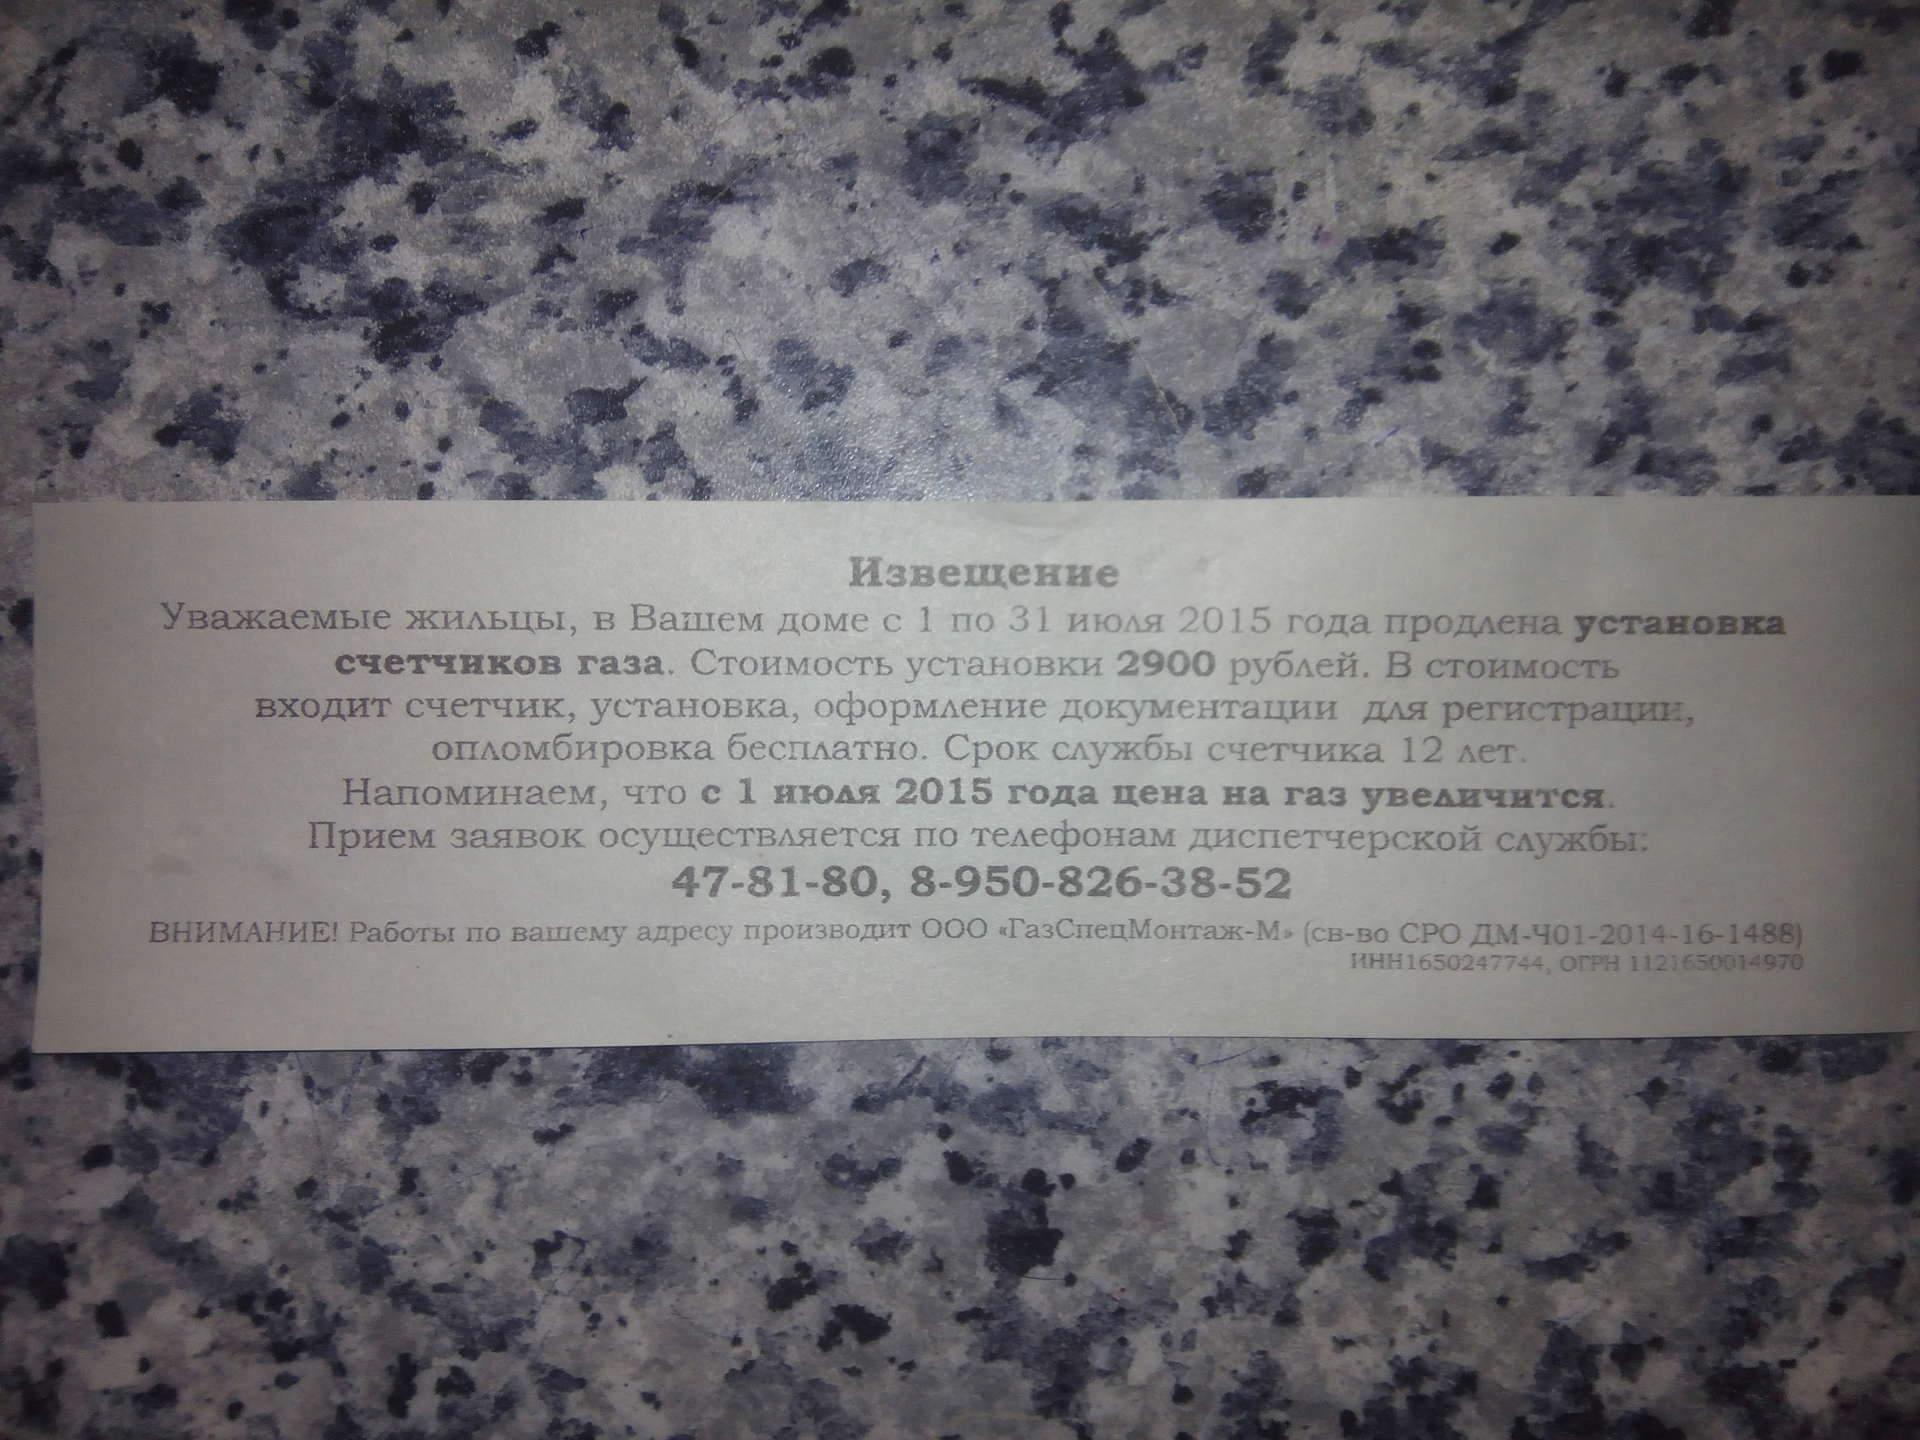 Извещение
Уважаемые жильцы, в Вашем доме с 1 по 31 июля 2015 года продлена установка
счетчиков газа. Стоимость установки 2900 рублей. В стоимость
входит счетчик, установка, оформление документации для регистрации,
опломбировка бесплатно. Срок службы счетчика 12 лет.
Напоминаем, что с 1 июля 2015 года цена на газ увеличится.
Прием заявок осуществляется по телефонам диспетчерской службы:
47-81-80, 8-950-826-38-52
ВНИМАНИЕ! Работы по вашему адресу производит ООО «ГазСпецМонтаж-М» (св-во СРО ДМ-Ч01-2014-16-1488)
ИНН1650247744, ОГРН 1121650014970